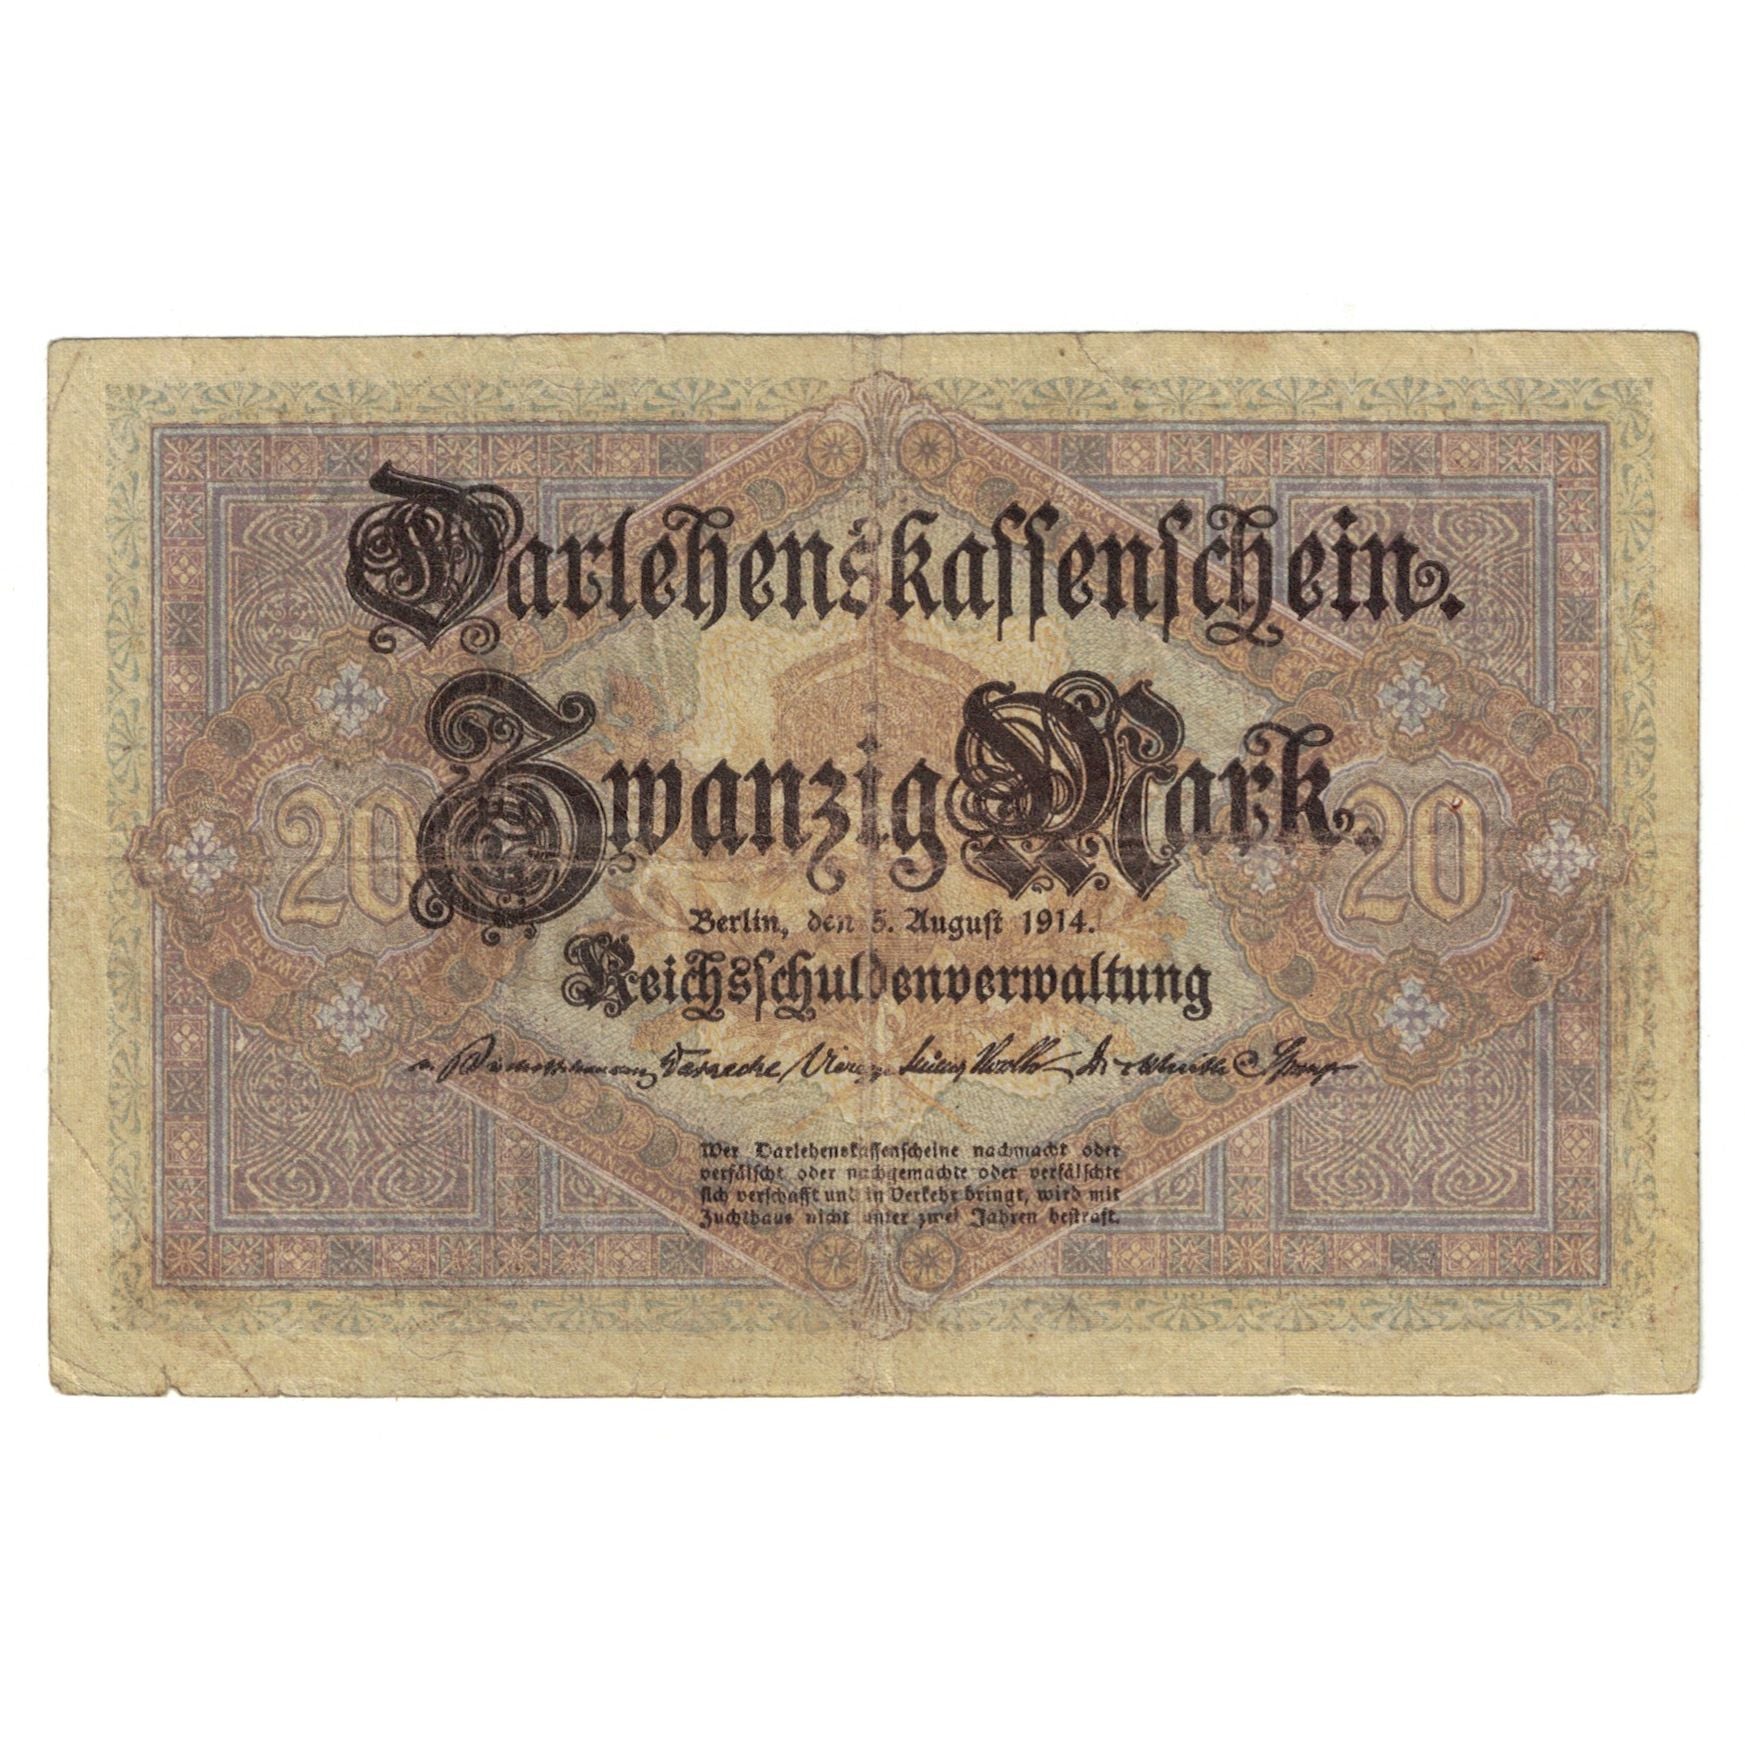 Darlehenskassenschein.
Zwanzig Mark.
20 20
Berlin, den 5. August 1914.
Reichsschuldenverwaltung
Wer Darlehenskassenscheine nachmacht oder
verfälscht oder nachgemachte oder verfälschte
sich verschafft und in Verkehr bringt, wird mit
Zuchthaus nicht unter zwei Jahren bestraft.